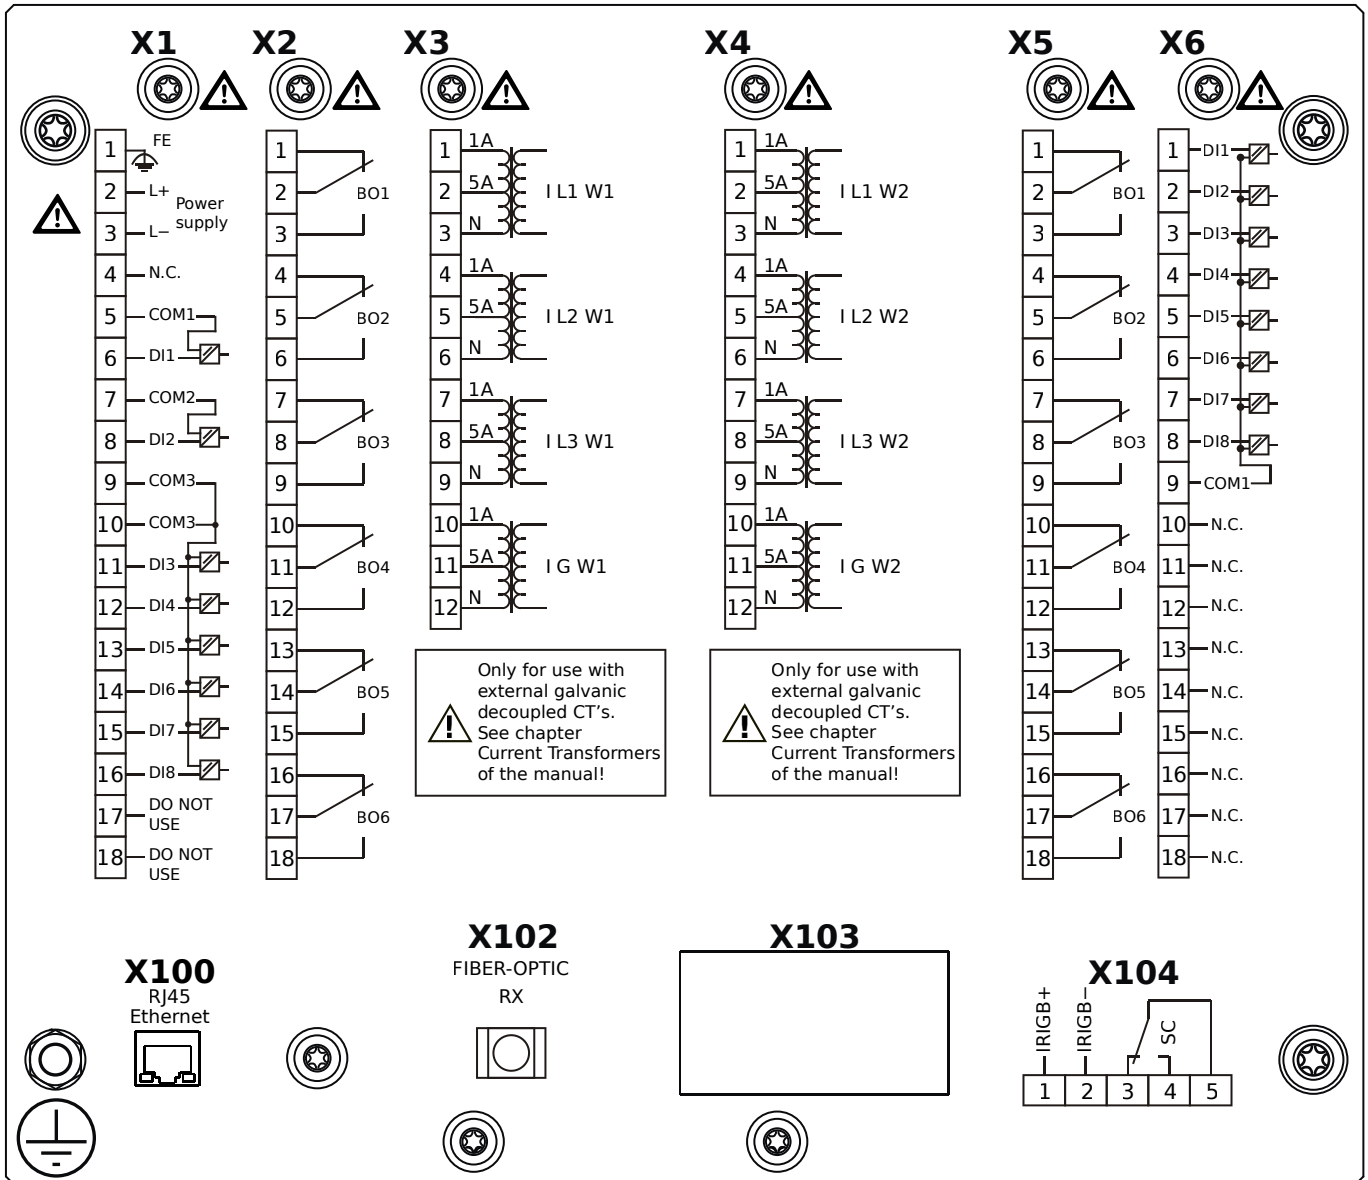 X1 X2 X3 X4 X5 X6
1 FE
2 L+
Power
supply
3 L−
4 N.C.
5 COM1
6 DI1
7 COM2
8 DI2
9 COM3
10 COM3
11 DI3
12 DI4
13 DI5
14 DI6
15 DI7
16 DI8
17 DO NOT
USE
18 DO NOT
USE
1
2 BO1
3
4
5 BO2
6
7
8 BO3
9
10
11 BO4
12
13
14 BO5
15
16
17 BO6
18
1 1A
2 5A I L1 W1
3 N
4 1A
5 5A I L2 W1
6 N
7 1A
8 5A I L3 W1
9 N
10 1A
11 5A I G W1
12 N
Only for use with
external galvanic
decoupled CT's.
See chapter
Current Transformers
of the manual!
1 1A
2 5A I L1 W2
3 N
4 1A
5 5A I L2 W2
6 N
7 1A
8 5A I L3 W2
9 N
10 1A
11 5A I G W2
12 N
Only for use with
external galvanic
decoupled CT's.
See chapter
Current Transformers
of the manual!
1
2 BO1
3
4
5 BO2
6
7
8 BO3
9
10
11 BO4
12
13
14 BO5
15
16
17 BO6
18
1 DI1
2 DI2
3 DI3
4 DI4
5 DI5
6 DI6
7 DI7
8 DI8
9 COM1
10 N.C.
11 N.C.
12 N.C.
13 N.C.
14 N.C.
15 N.C.
16 N.C.
17 N.C.
18 N.C.
X100
RJ45
Ethernet
X102
FIBER-OPTIC
RX
X103
X104
IRIGB+
IRIGB−
SC
1 2 3 4 5